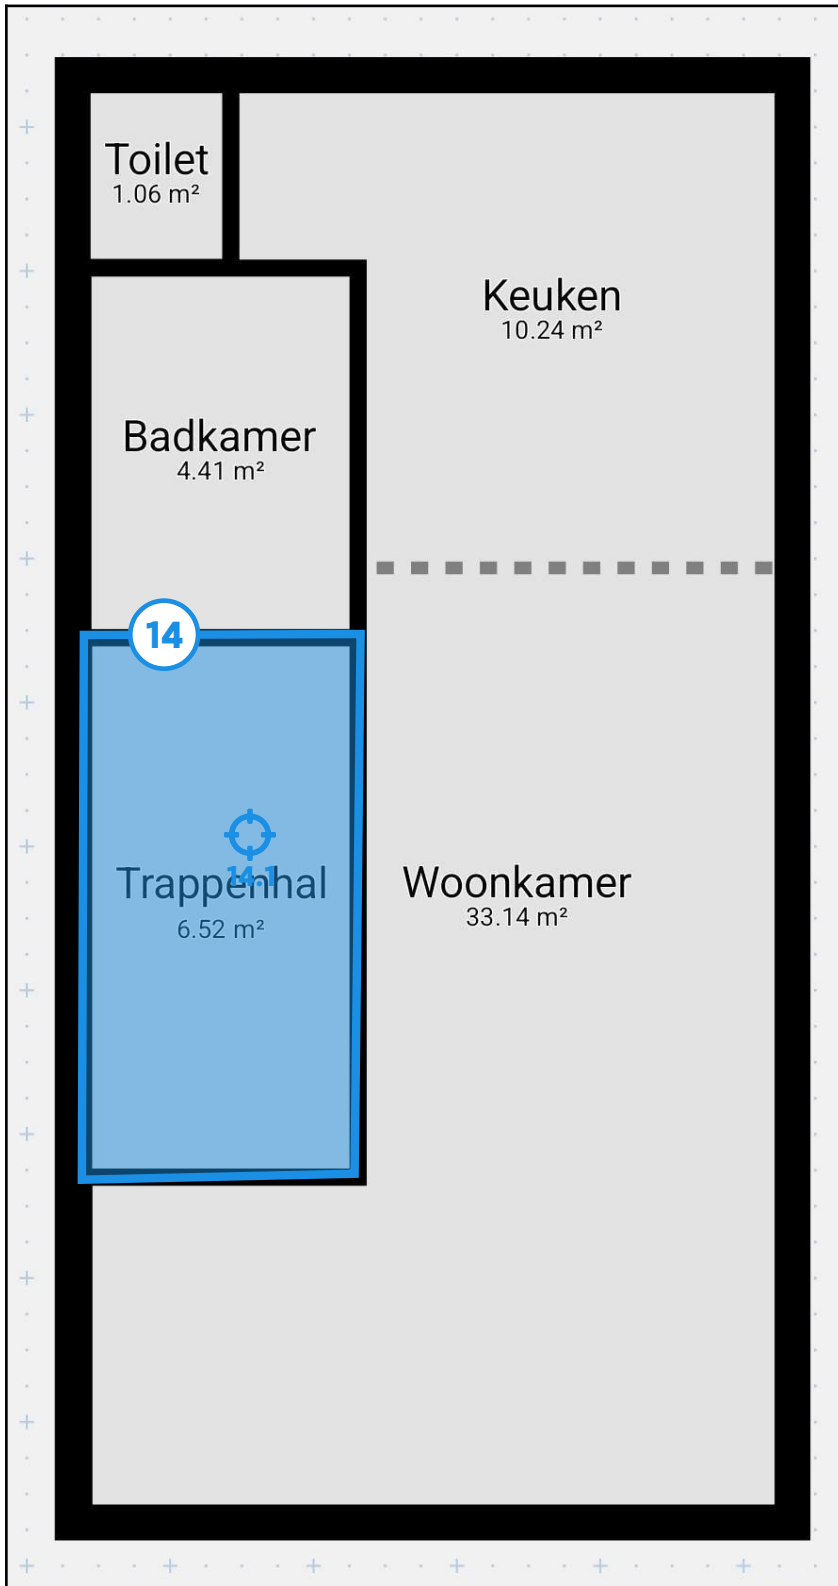 Toilet
1.06 m²
Keuken
10.24 m²
Badkamer
4.41 m²
14
14.1
Trappenhal
6.52 m²
Woonkamer
33.14 m²